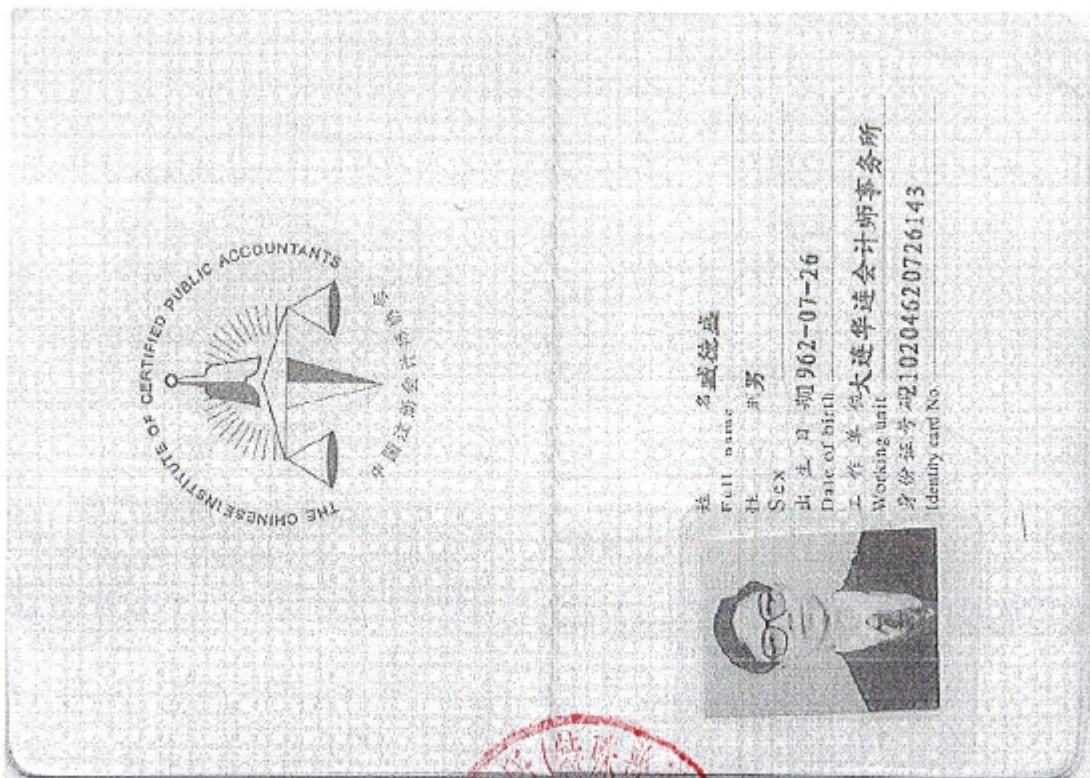 THE CHINESE INSTITUTE OF CERTIFIED PUBLIC ACCOUNTANTS
中国注册会计师协会
姓 名
Full name
性 别 男
Sex
出 生 日 期 1962-07-26
Date of birth
工 作 单 位 大连华连会计师事务所
Working unit
身 份 证 号 码 210204620726143
Identity card No.